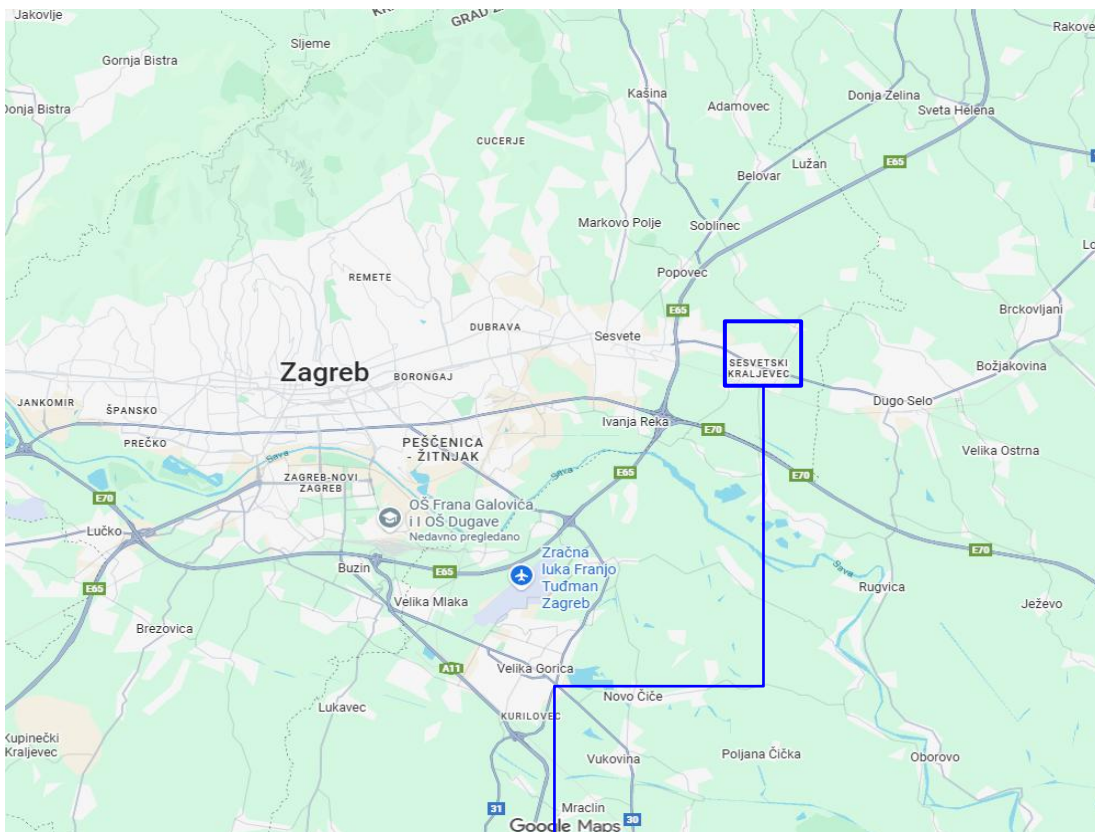 Jakovlje
Sljeme
GRAD
Rakove
Gornja Bistra
Donja Bistra
Kašina
Adamovec
Donja Zelina
Sveta Helena
CUCERJE
Lužan
E65
Belovar
Markovo Polje
Soblinec
REMETE
Popovec
E65
Brckovljani
DUBRAVA
Sesvete
SESVETSKI
KRALJEVEC
Božjakovina
Zagreb
BORONGAJ
JANKOMIR
ŠPANSKO
Dugo Selo
Ivanja Reka
E70
PREČKO
PEŠČENICA
- ŽITNJAK
Velika Ostrna
Sava
Sava
E65
E70
ZAGREB-NOVI
ZAGREB
E70
OŠ Frana Galovića
i I OŠ Dugave
Nedavno pregledano
Lučko
E70
Zračna
luka Franjo
Tuđman
Zagreb
Sava
Buzin
E65
E65
Rugvica
Velika Mlaka
Ježevo
Brezovica
A11
Velika Gorica
Novo Čiče
Lukavec
KURILOVEC
Kupinečki
Kraljevec
Vukovina
Poljana Čička
Oborovo
31
Mraclin
30
Google Maps